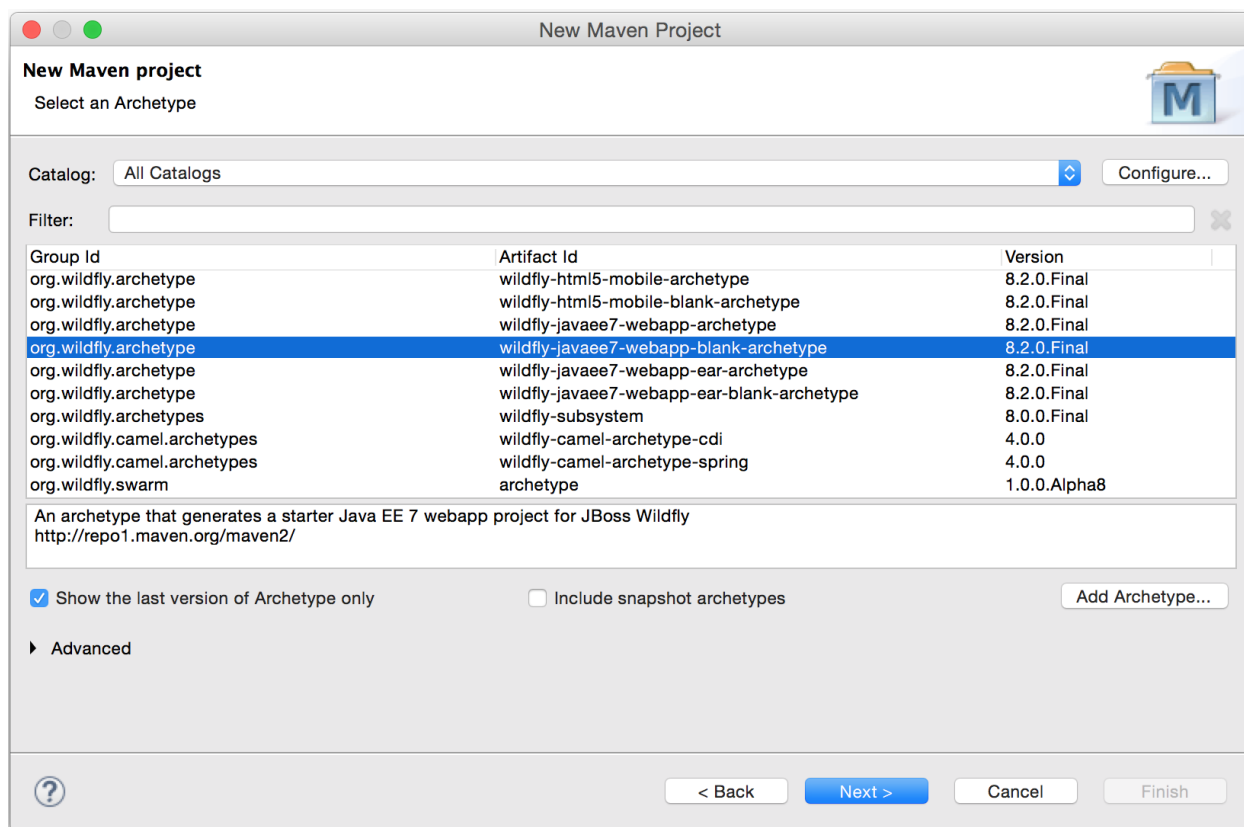 New Maven Project
New Maven project
Select an Archetype
M
Catalog: All Catalogs Configure...
Filter:
Group Id Artifact Id Version
org.wildfly.archetype wildfly-html5-mobile-archetype 8.2.0.Final
org.wildfly.archetype wildfly-html5-mobile-blank-archetype 8.2.0.Final
org.wildfly.archetype wildfly-javaee7-webapp-archetype 8.2.0.Final
org.wildfly.archetype wildfly-javaee7-webapp-blank-archetype 8.2.0.Final
org.wildfly.archetype wildfly-javaee7-webapp-ear-archetype 8.2.0.Final
org.wildfly.archetype wildfly-javaee7-webapp-ear-blank-archetype 8.2.0.Final
org.wildfly.archetypes wildfly-subsystem 8.0.0.Final
org.wildfly.camel.archetypes wildfly-camel-archetype-cdi 4.0.0
org.wildfly.camel.archetypes wildfly-camel-archetype-spring 4.0.0
org.wildfly.swarm archetype 1.0.0.Alpha8
An archetype that generates a starter Java EE 7 webapp project for JBoss Wildfly
http://repo1.maven.org/maven2/
Show the last version of Archetype only Include snapshot archetypes Add Archetype...
Advanced
? < Back Next > Cancel Finish